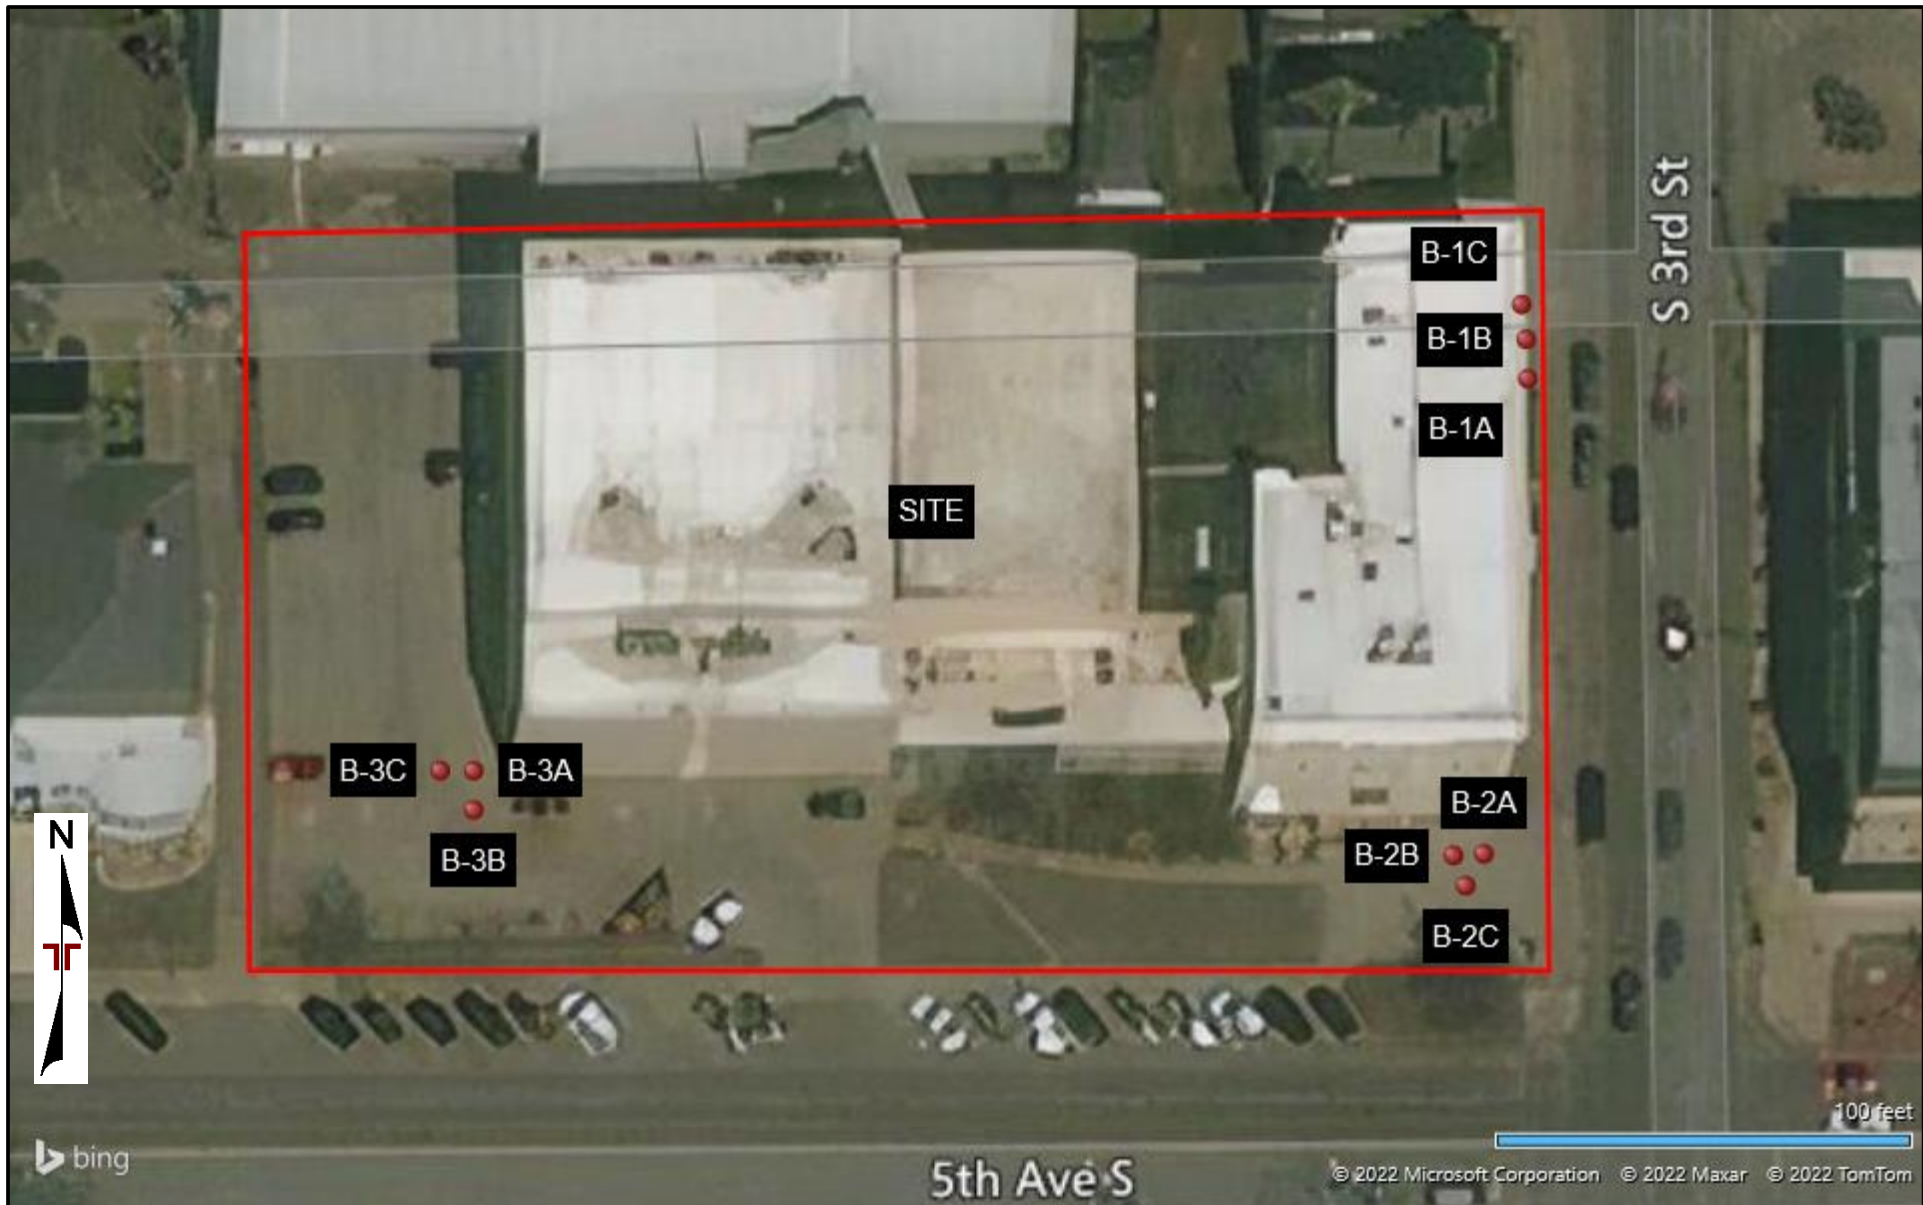 S 3rd St
B-1C
B-1B
B-1A
SITE
B-3C
B-3A
B-3B
B-2A
B-2B
B-2C
N
100 feet
bing
5th Ave S
© 2022 Microsoft Corporation © 2022 Maxar © 2022 TomTom